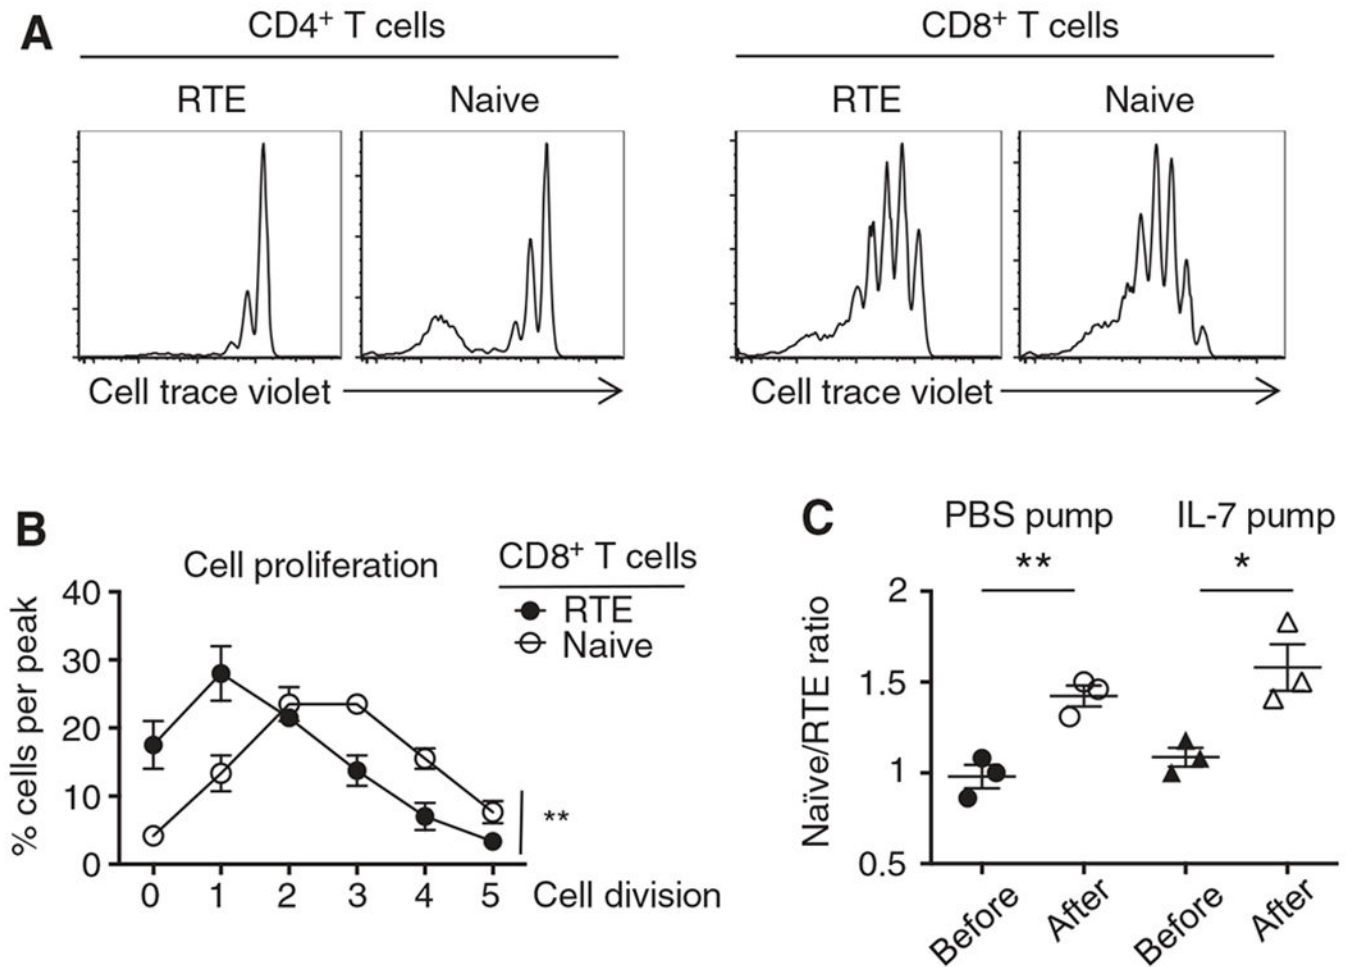 A
CD4+ T cells
CD8+ T cells
RTE
Naive
RTE
Naive
Cell trace violet
Cell trace violet
B
Cell proliferation
CD8+ T cells
RTE
Naive
% cells per peak
40
30
20
10
0
**
0 1 2 3 4 5
Cell division
C
PBS pump
IL-7 pump
**
*
Naïve/RTE ratio
2
1.5
1
0.5
Before
After
Before
After